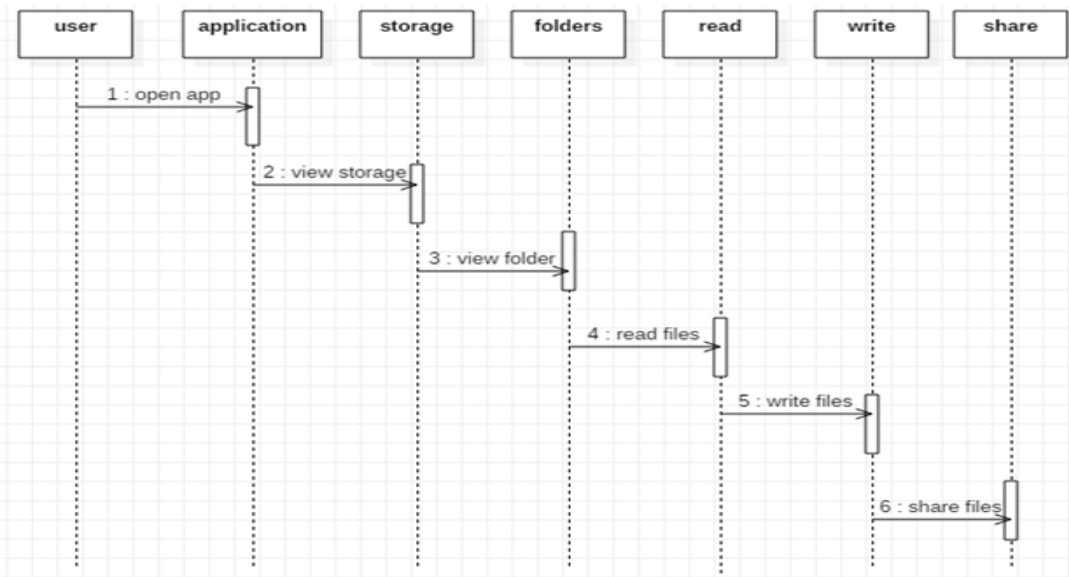 user
application
storage
folders
read
write
share
1 : open app
2 : view storage
3 : view folder
4 : read files
5 : write files
6 : share files